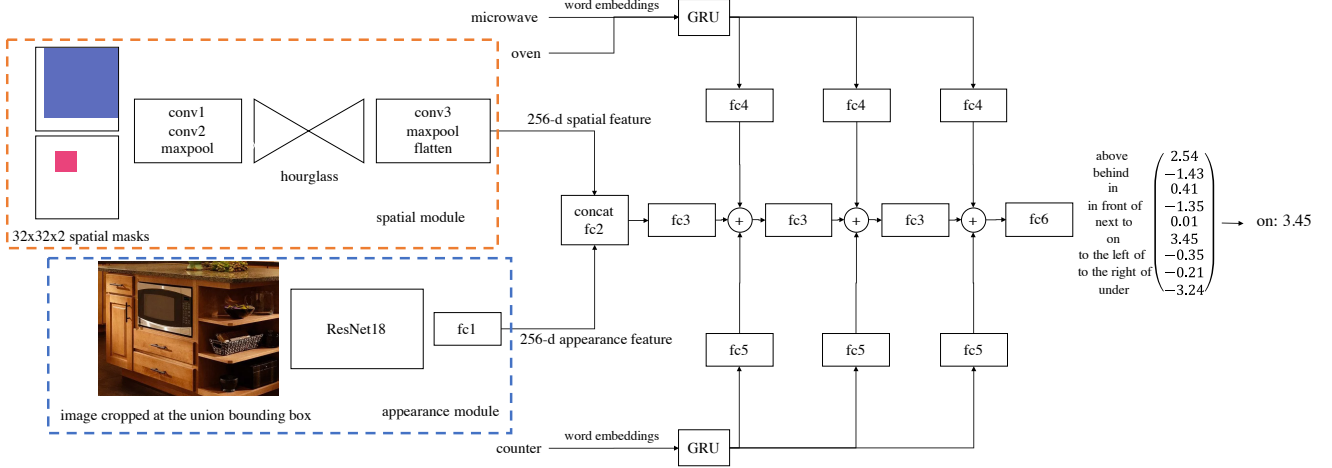 microwave
word embeddings
GRU
oven
conv1
conv2
maxpool
hourglass
conv3
maxpool
flatten
256-d spatial feature
spatial module
32x32x2 spatial masks
fc4
fc4
fc4
concat
fc2
fc3
+
fc3
+
fc3
+
fc6
above 2.54
behind −1.43
in 0.41
in front of −1.35
next to 0.01
on 3.45
to the left of −0.35
to the right of −0.21
under −3.24
on: 3.45
ResNet18
fc1
256-d appearance feature
image cropped at the union bounding box
appearance module
fc5
fc5
fc5
counter
word embeddings
GRU